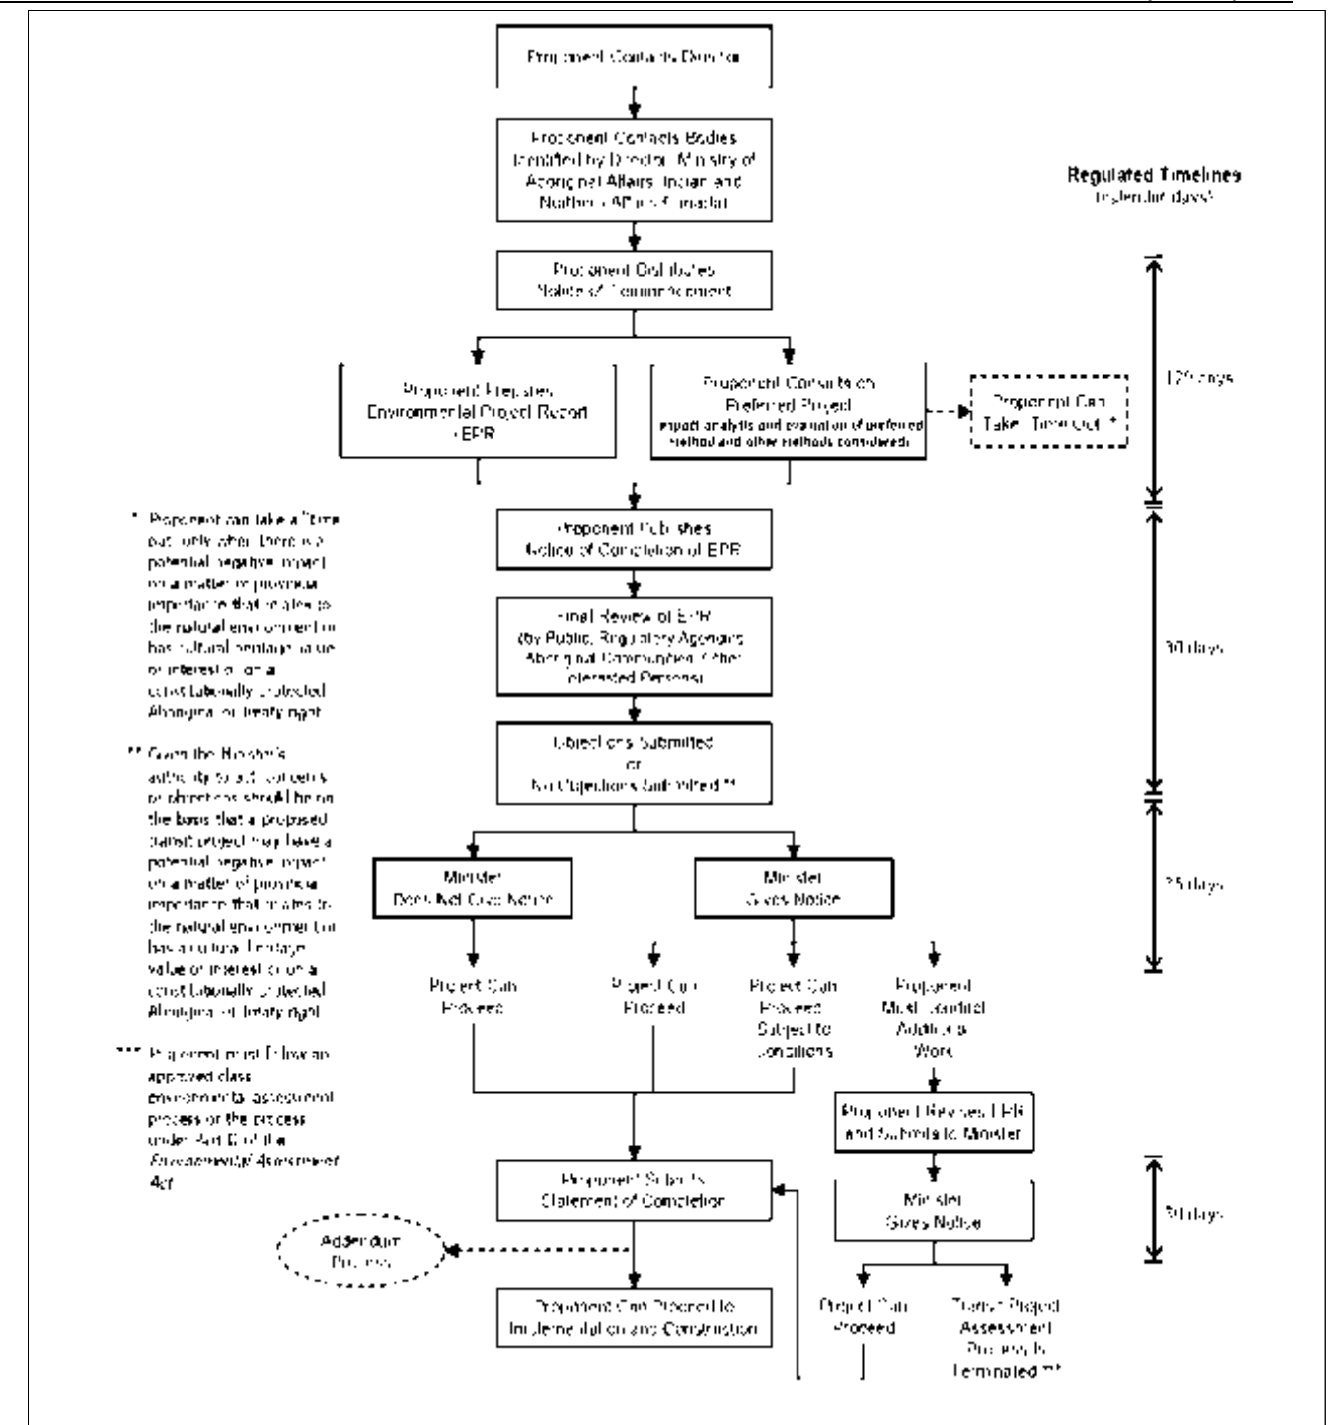 Proponent Contacts Director
Proponent Contacts Bodies
Identified by Director, Ministry of
Aboriginal Affairs, Indian and
Northern Affairs Canada
Regulated Timelines
(calendar days)
Proponent Distributes
Notice of Commencement
Proponent Prepares
Environmental Project Report
EPR
Proponent Consults on
Preferred Project
(impact analysis and evaluation of preferred
method and other methods considered)
Proponent Can
Take Time Out *
days
Proponent Publishes
Notice of Completion of EPR
Final Review of EPR
(by Public, Regulatory Agencies
Aboriginal Communities, Other
Interested Persons)
30 days
Objections Submitted
or
No Objections Submitted **
Minister
Does Not Give Notice
Minister
Gives Notice
35 days
Project Can
Proceed
Project Can
Proceed
Project Can
Proceed
Subject to
Conditions
Proponent
Must Conduct
Additional
Work
Proponent Revises EPR
and Submits to Minister
Proponent Submits
Statement of Completion
Minister
Gives Notice
30 days
Addendum
Process
Proponent Can Proceed to
Implementation and Construction
Project Can
Proceed
Transit Project
Assessment
Process Is
Terminated ***
* Proponent can take a "time
out" only when there is a
potential negative impact
on a matter of provincial
importance that relates to
the natural environment or
has cultural heritage value
or interest or on a
constitutionally protected
Aboriginal or treaty right
** Given the Minister's
authority to act, concerns
or objections should be on
the basis that a proposed
transit project may have a
potential negative impact
on a matter of provincial
importance that relates to
the natural environment or
has a cultural heritage
value or interest or on a
constitutionally protected
Aboriginal or treaty right
*** Proponent must follow an
approved class
environmental assessment
process or the process
under Part II of the
Environmental Assessment
Act